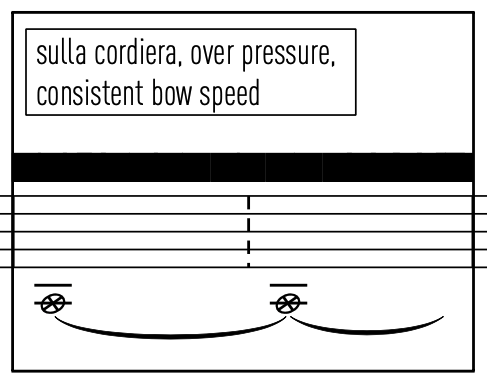 sulla cordiera, over pressure,
consistent bow speed